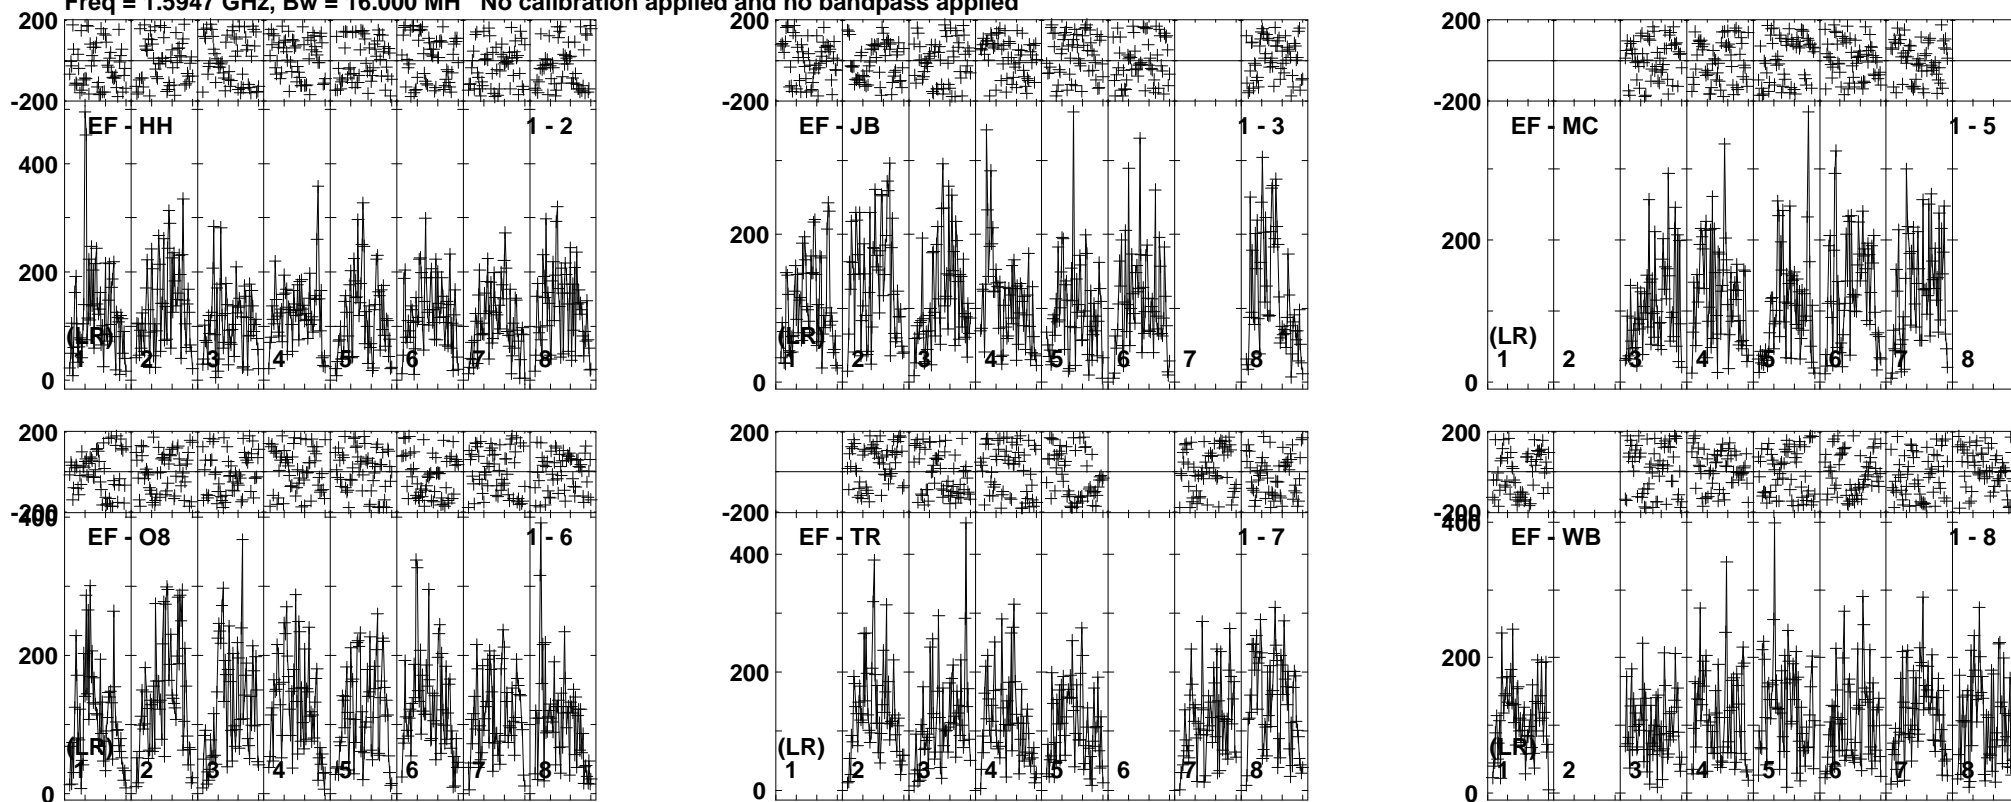 Freq = 1.5947 GHz, Bw = 16.000 MH No calibration applied and no bandpass applied
200
-200
EF - HH 1 - 2
400
200
0
(LR)
1 2 3 4 5 6 7 8
200
-200
EF - JB 1 - 3
200
0
(LR)
1 2 3 4 5 6 7 8
200
-200
EF - MC 1 - 5
200
0
(LR)
1 2 3 4 5 6 7 8
200
-200
400
EF - O8 1 - 6
200
0
(LR)
1 2 3 4 5 6 7 8
200
-200
EF - TR 1 - 7
400
200
0
(LR)
1 2 3 4 5 6 7 8
200
-200
400
EF - WB 1 - 8
200
0
(LR)
1 2 3 4 5 6 7 8